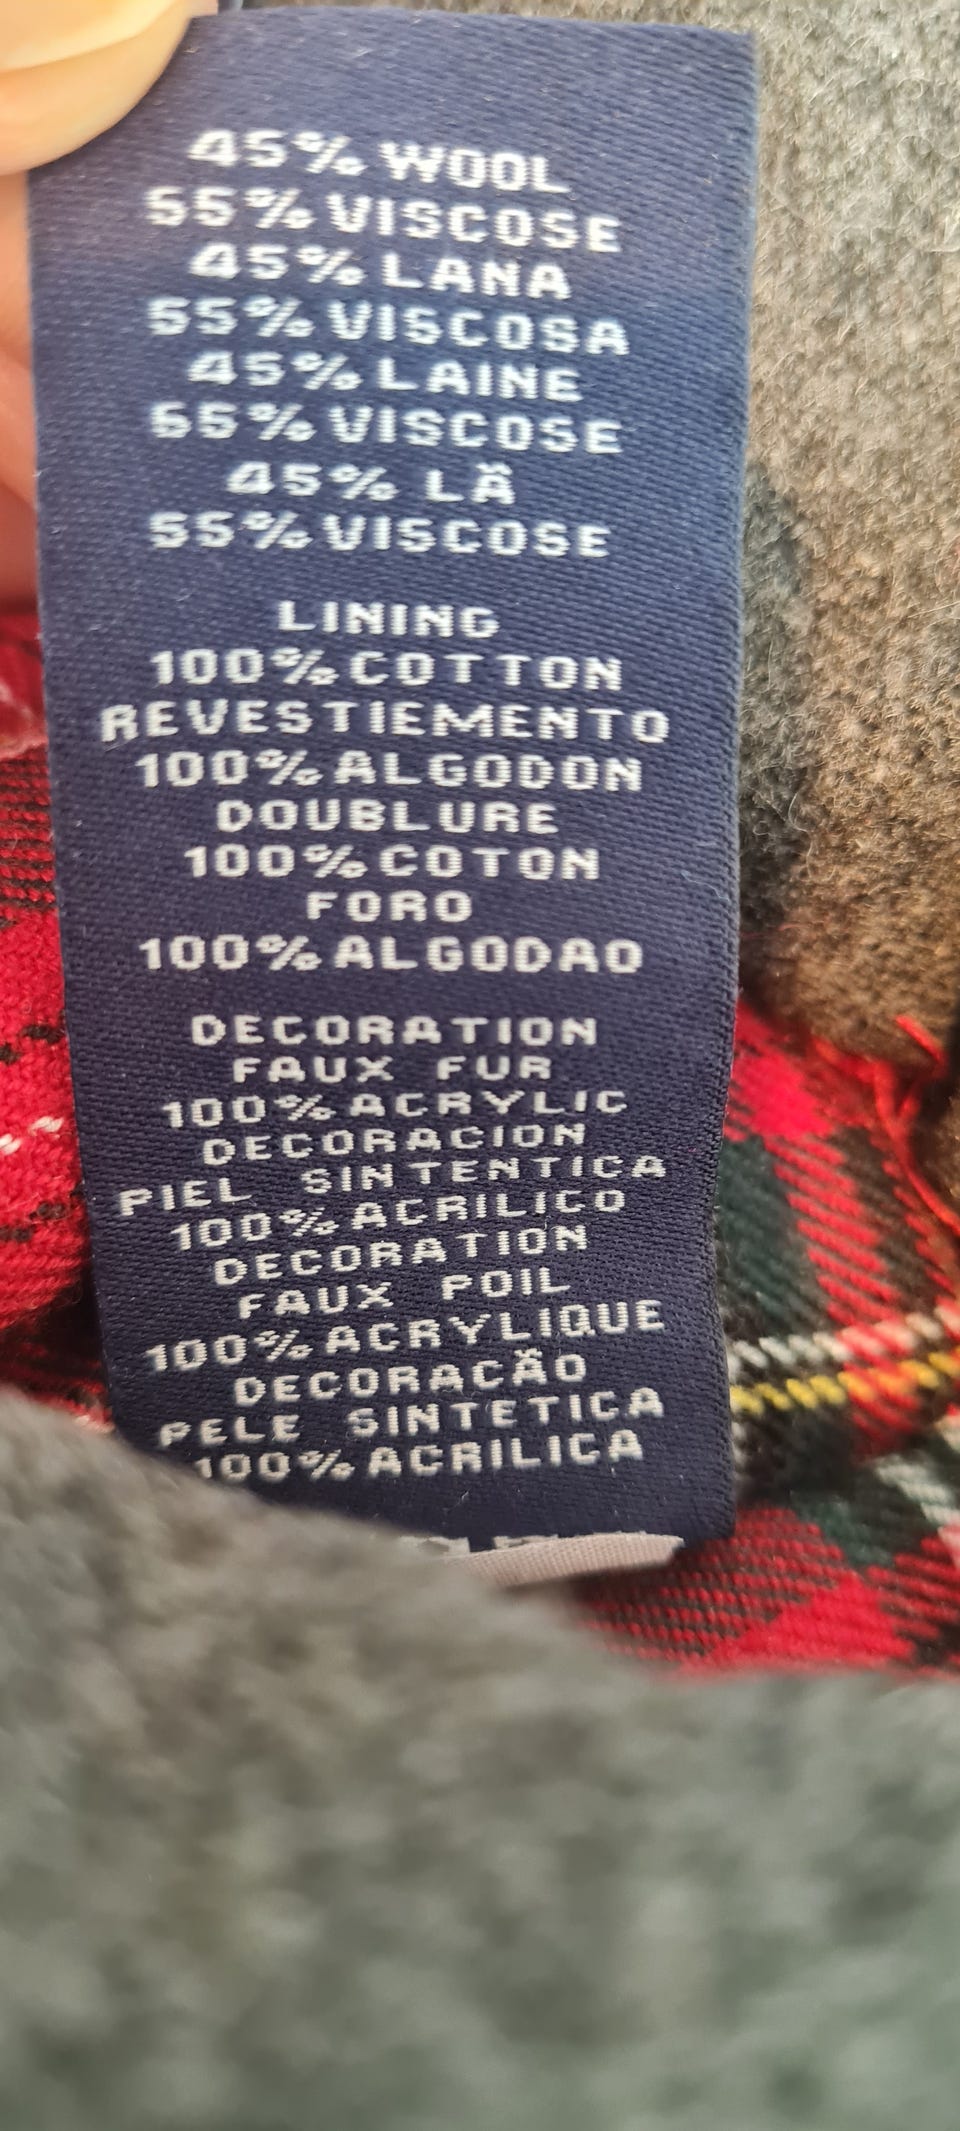 45% WOOL
55% VISCOSE
45% LANA
55% VISCOSA
45% LAINE
55% VISCOSE
45% LÃ
55% VISCOSE
LINING
100% COTTON
REVESTIEMENTO
100% ALGODON
DOUBLURE
100% COTON
FORO
100% ALGODAO
DECORATION
FAUX FUR
100% ACRYLIC
DECORACION
PIEL SINTENTICA
100% ACRILICO
DECORATION
FAUX POIL
100% ACRYLIQUE
DECORACÃO
PELE SINTETICA
100% ACRILICA